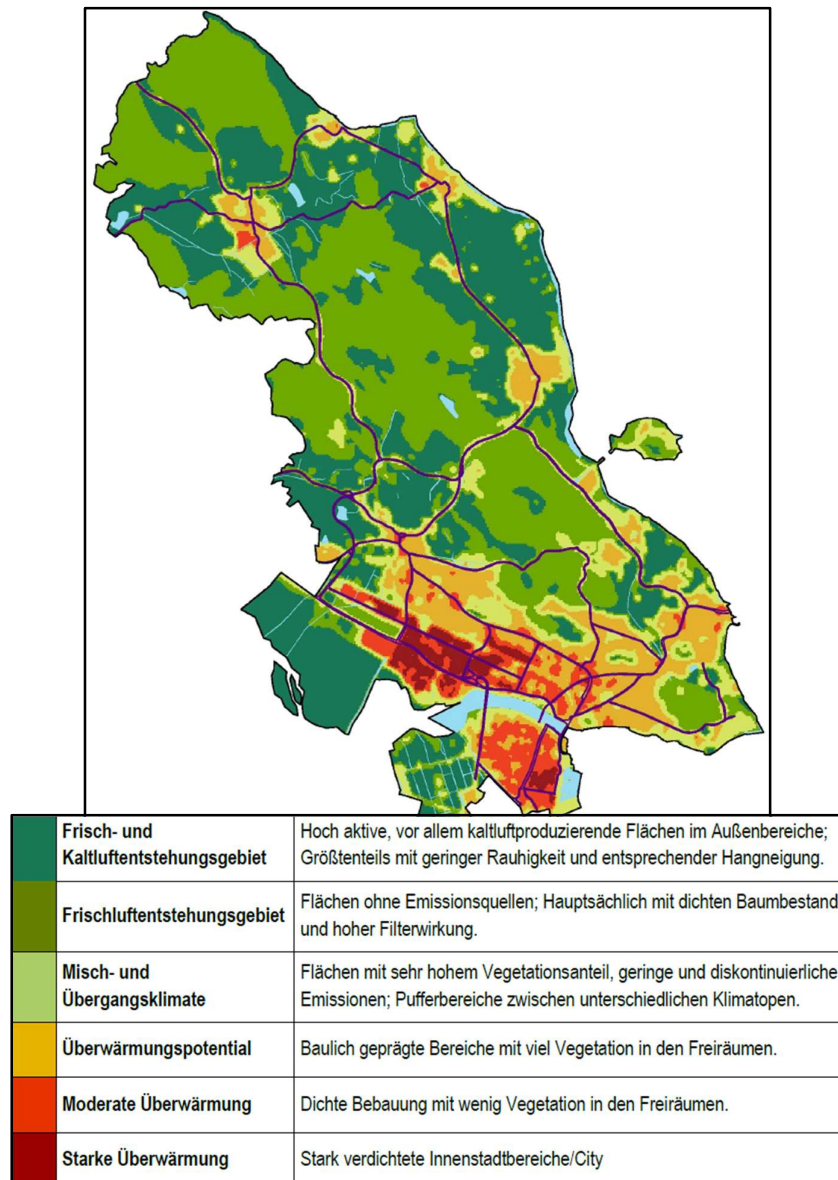 Frisch- und
Kaltluftentstehungsgebiet
Hoch aktive, vor allem kaltluftproduzierende Flächen im Außenbereiche;
Größtenteils mit geringer Rauhigkeit und entsprechender Hangneigung.
Frischluftentstehungsgebiet
Flächen ohne Emissionsquellen; Hauptsächlich mit dichten Baumbestand
und hoher Filterwirkung.
Misch- und
Übergangsklimate
Flächen mit sehr hohem Vegetationsanteil, geringe und diskontinuierliche
Emissionen; Pufferbereiche zwischen unterschiedlichen Klimatopen.
Überwärmungspotential
Baulich geprägte Bereiche mit viel Vegetation in den Freiräumen.
Moderate Überwärmung
Dichte Bebauung mit wenig Vegetation in den Freiräumen.
Starke Überwärmung
Stark verdichtete Innenstadtbereiche/City